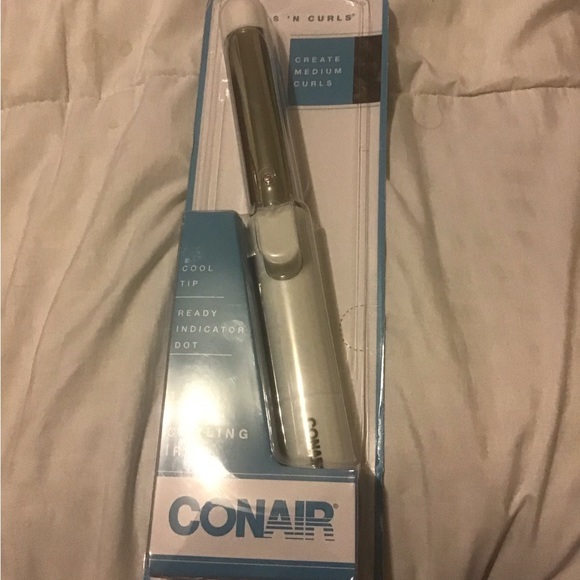 'N CURLS®
CREATE
MEDIUM
CURLS
COOL
TIP
READY
INDICATOR
DOT
CONAIR
CONAIR®